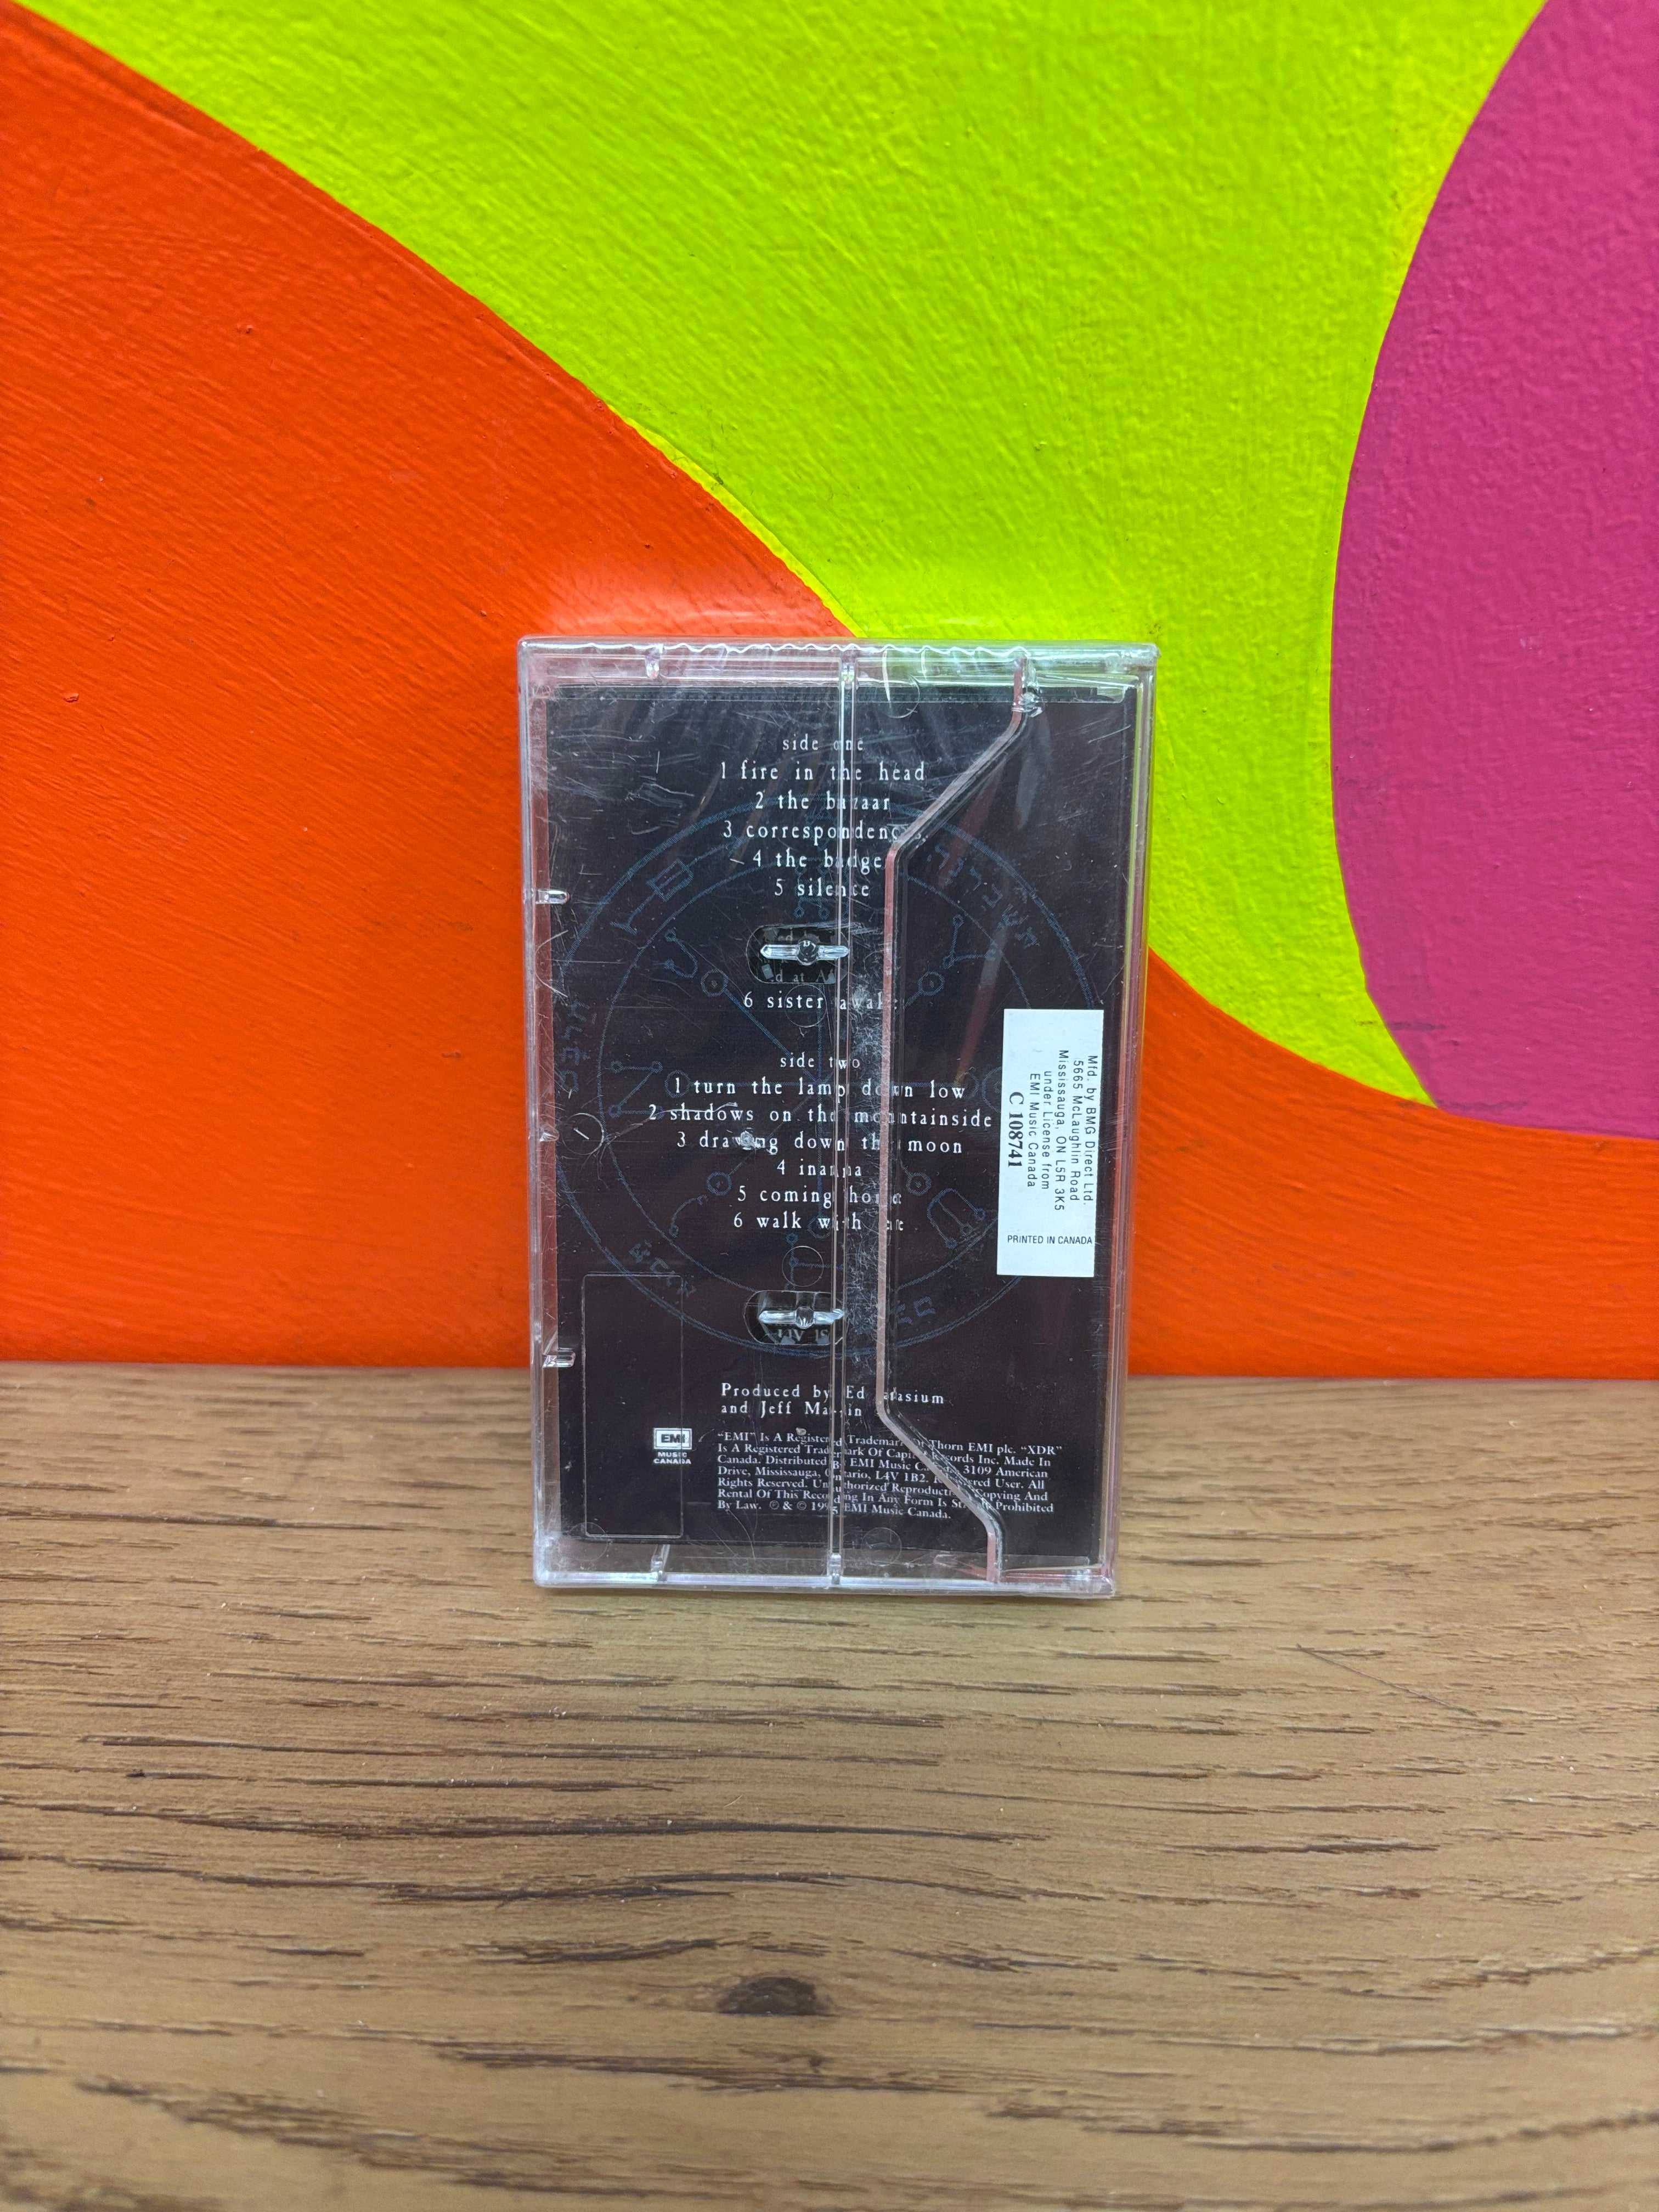 side one
1 fire in the head
2 the bazaar
3 correspondences
4 the badger
5 silence
d at A
6 sister awake
side two
1 turn the lamp down low
2 shadows on the mountainside
3 drawing down the moon
4 inanna
5 coming home
6 walk with me
Produced by Ed Stasium
and Jeff Martin
EMI
MUSIC
CANADA
"EMI" Is A Registered Trademark Of Thorn EMI plc. "XDR"
Is A Registered Trademark Of Capitol Records Inc. Made In
Canada. Distributed By EMI Music Canada, 3109 American
Drive, Mississauga, Ontario, L4V 1B2. Registered User. All
Rights Reserved. Unauthorized Reproduction, Copying And
Rental Of This Recording In Any Form Is Strictly Prohibited
By Law. ℗ & © 1995 EMI Music Canada.
Mfd. by BMG Direct Ltd.
5665 McLaughlin Road
Mississauga, ON L5R 3K5
under License from
EMI Music Canada
C 108741
PRINTED IN CANADA